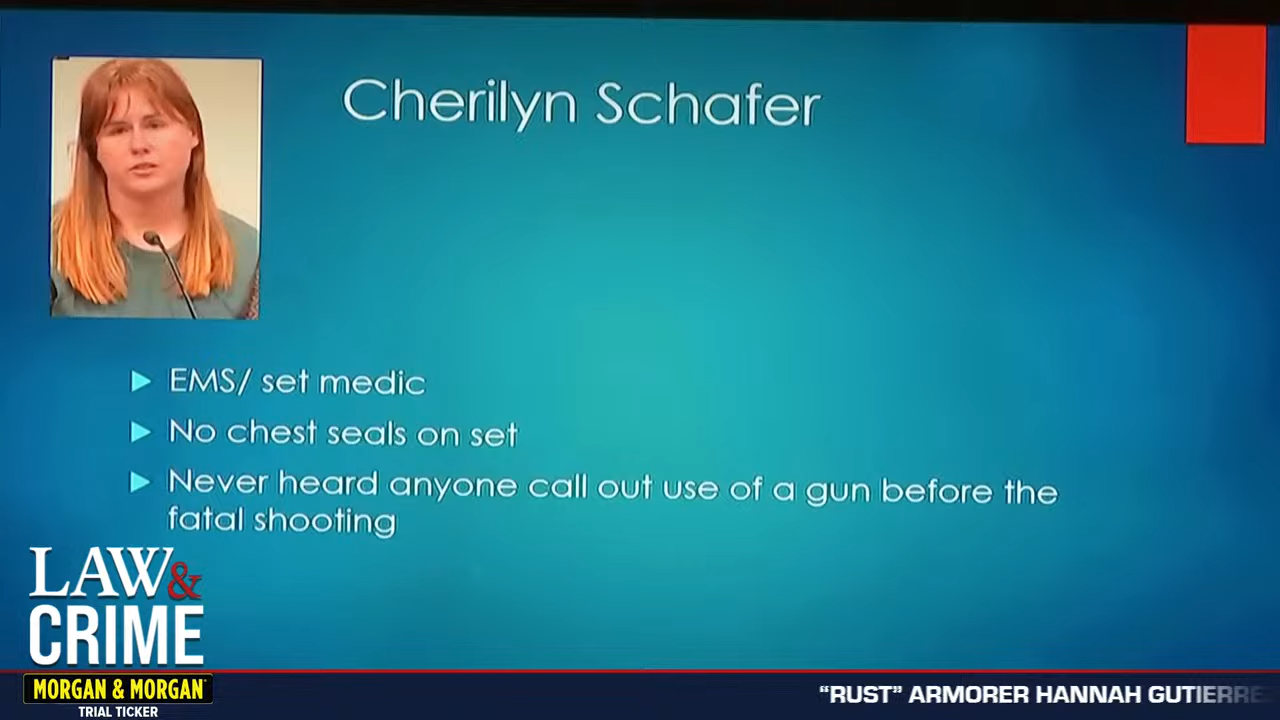 Cherilyn Schafer
EMS/ set medic
No chest seals on set
Never heard anyone call out use of a gun before the
fatal shooting
LAW&
CRIME
MORGAN & MORGAN
TRIAL TICKER
“RUST” ARMORER HANNAH GUTIERRE